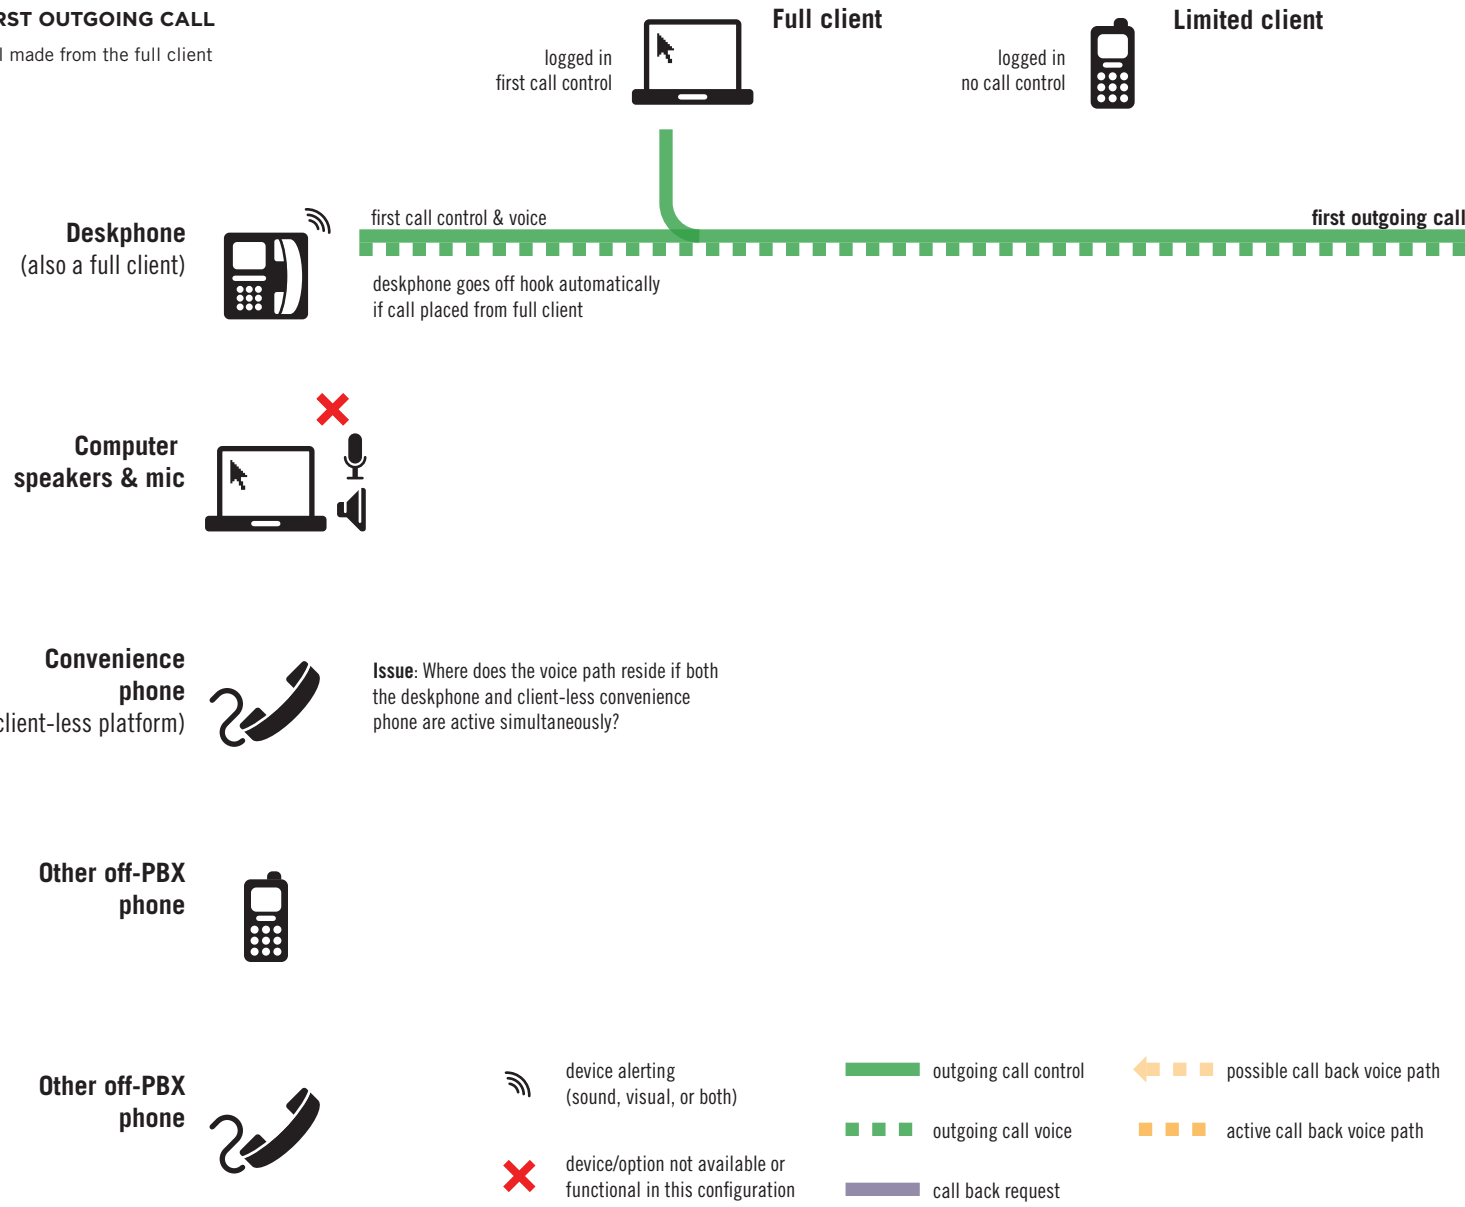 RST OUTGOING CALL
l made from the full client
Full client
logged in
first call control
Limited client
logged in
no call control
Deskphone
(also a full client)
first call control & voice
first outgoing call
deskphone goes off hook automatically
if call placed from full client
Computer
speakers & mic
Convenience
phone
client-less platform)
Issue: Where does the voice path reside if both
the deskphone and client-less convenience
phone are active simultaneously?
Other off-PBX
phone
Other off-PBX
phone
device alerting
(sound, visual, or both)
device/option not available or
functional in this configuration
outgoing call control
outgoing call voice
call back request
possible call back voice path
active call back voice path